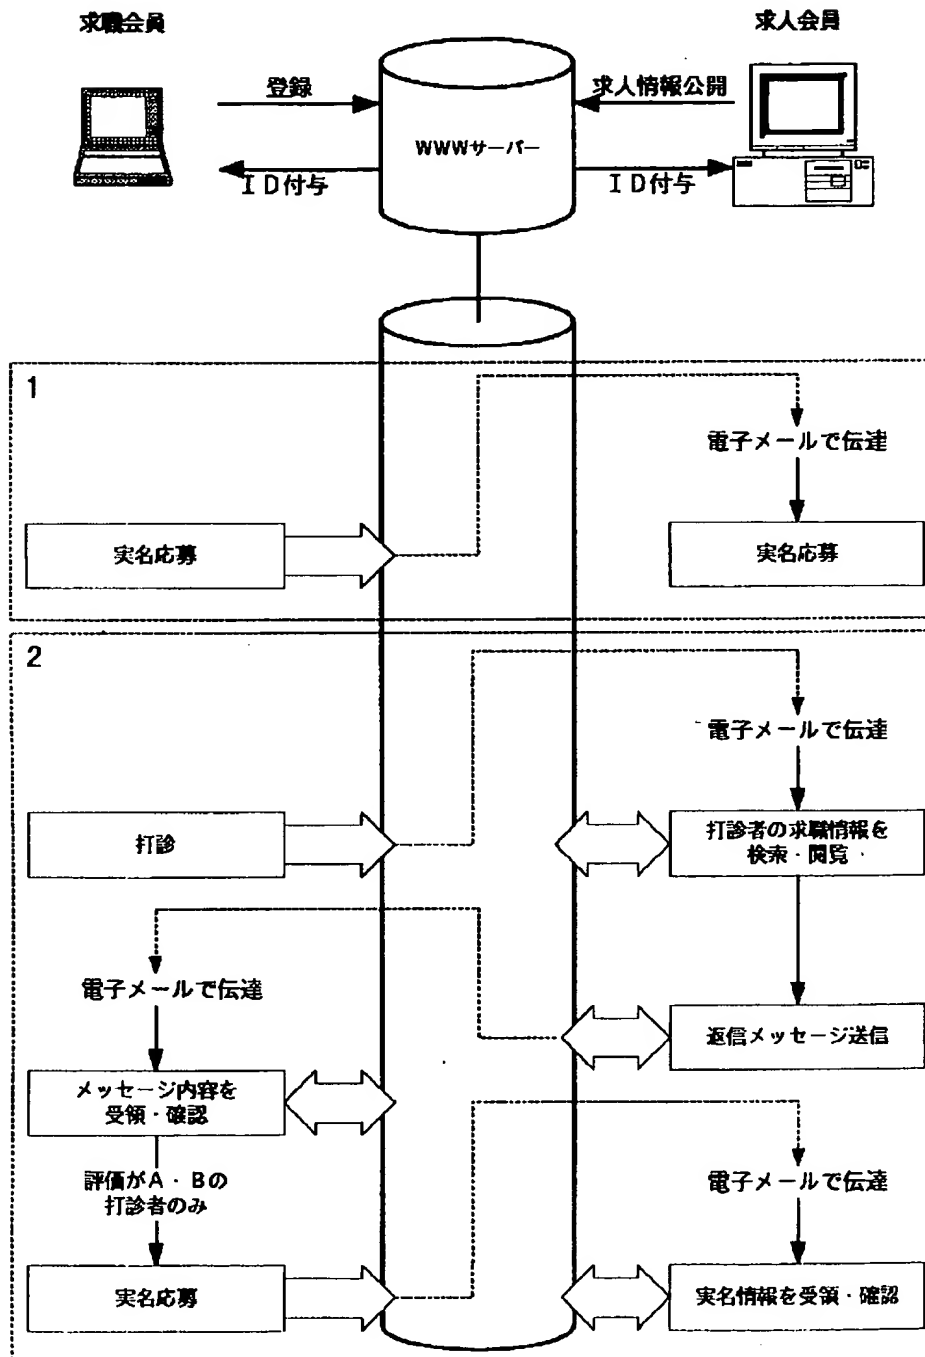 求職会員
求人会員
登録
求人情報公開
WWWサーバー
ID付与
ID付与
1
電子メールで伝達
実名応募
実名応募
2
電子メールで伝達
打診
打診者の求職情報を
検索・閲覧
電子メールで伝達
返信メッセージ送信
メッセージ内容を
受領・確認
評価がA・Bの
打診者のみ
電子メールで伝達
実名応募
実名情報を受領・確認